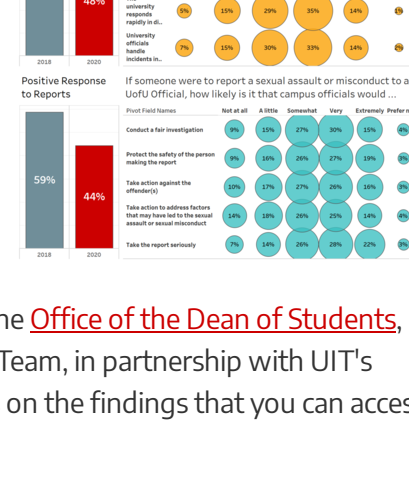 48%
university
responds
rapidly in di..
5% 15% 29% 35% 14% 1%
University
officials
handle
incidents in..
7% 15% 30% 33% 14% 2%
2018 2020
Positive Response
to Reports
If someone were to report a sexual assault or misconduct to a
UofU Official, how likely is it that campus officials would ...
Pivot Field Names Not at all A little Somewhat Very Extremely Prefer n
Conduct a fair investigation 9% 15% 27% 30% 15% 4%
Protect the safety of the person
making the report
9% 16% 26% 27% 19% 3%
Take action against the
offender(s)
10% 17% 27% 26% 16% 3%
Take action to address factors
that may have led to the sexual
assault or sexual misconduct
14% 18% 26% 25% 14% 4%
Take the report seriously 7% 14% 26% 28% 22% 3%
59% 44%
2018 2020
he Office of the Dean of Students,
Team, in partnership with UIT's
on the findings that you can acces